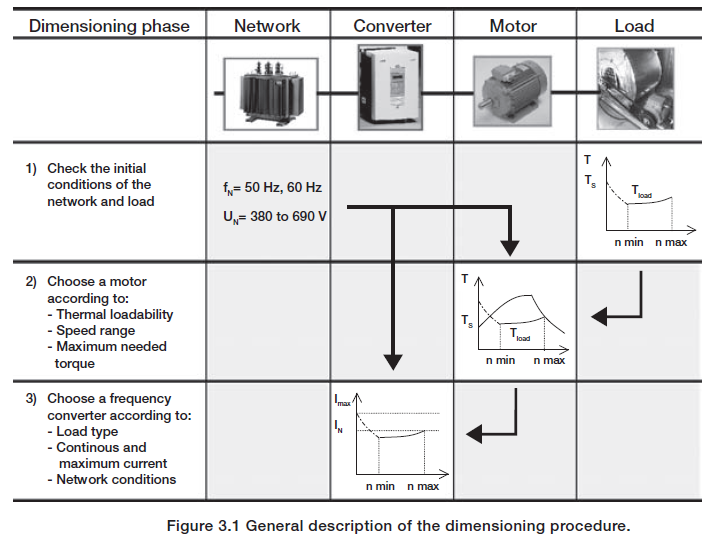 Dimensioning phase
Network
Converter
Motor
Load
1) Check the initial
conditions of the
network and load
fN= 50 Hz, 60 Hz
UN= 380 to 690 V
T
TS
Tload
n min n max
2) Choose a motor
according to:
- Thermal loadability
- Speed range
- Maximum needed
torque
T
TS
Tload
n min n max
3) Choose a frequency
converter according to:
- Load type
- Continous and
maximum current
- Network conditions
Imax
IN
n min n max
Figure 3.1 General description of the dimensioning procedure.